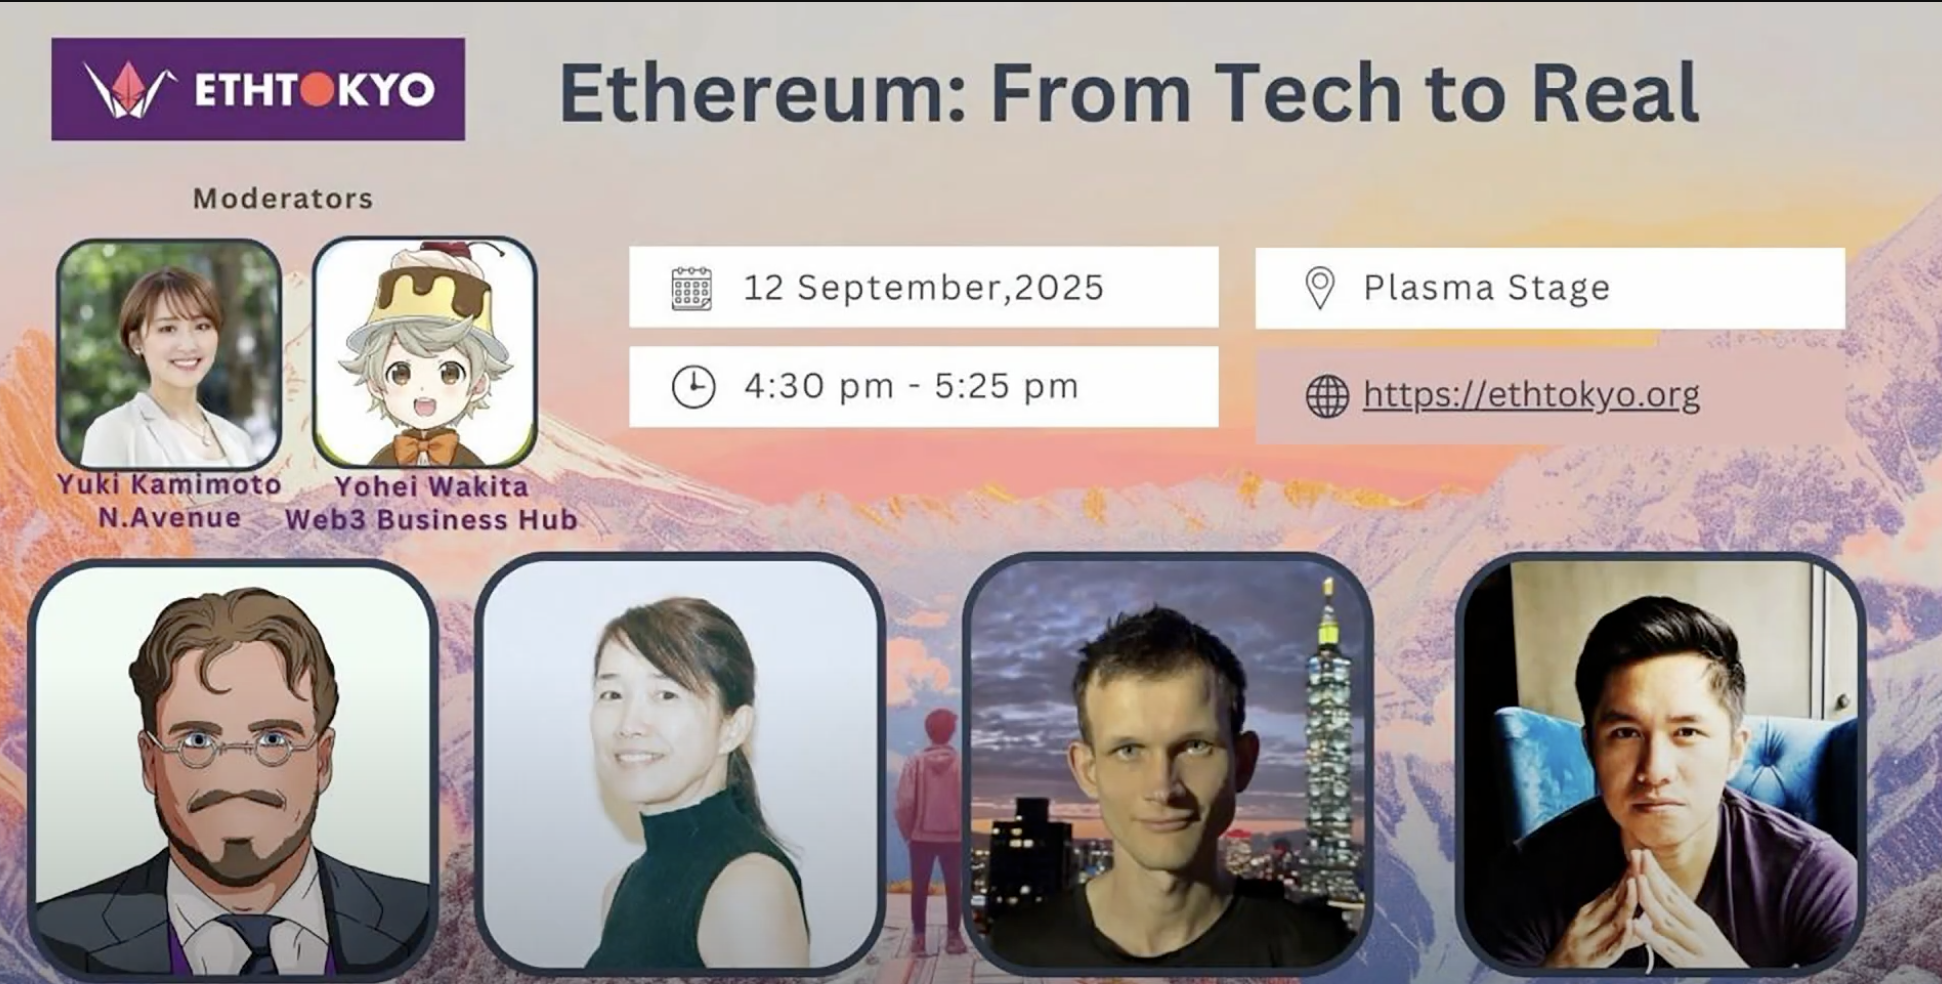 ETHTOKYO
Ethereum: From Tech to Real
Moderators
12 September,2025
Plasma Stage
4:30 pm - 5:25 pm
https://ethtokyo.org
Yuki Kamimoto
N.Avenue
Yohei Wakita
Web3 Business Hub